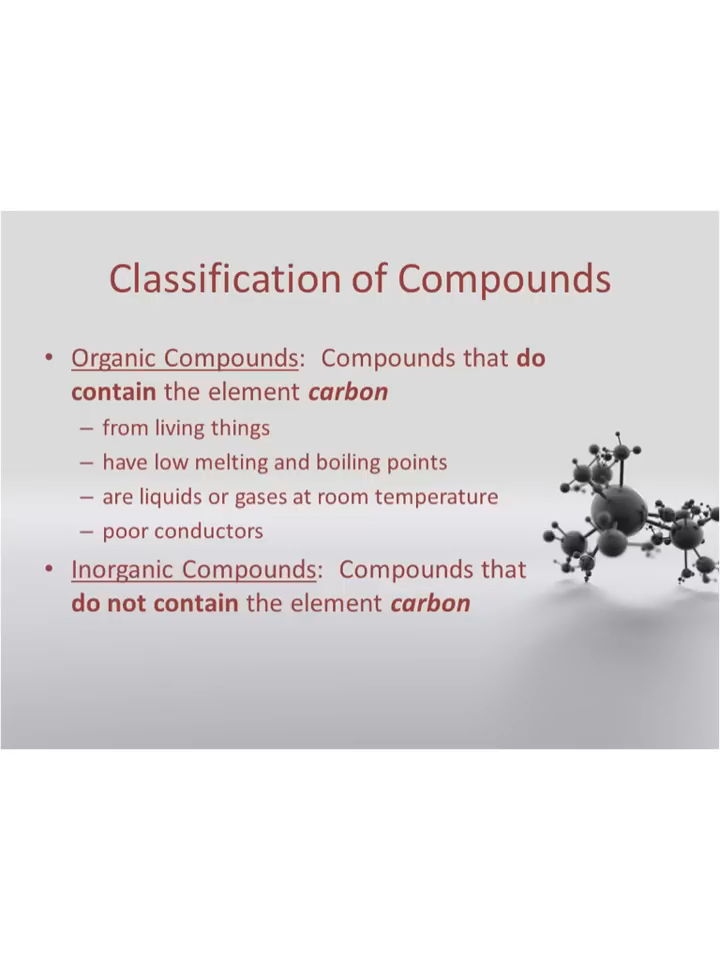 Classification of Compounds
• Organic Compounds:  Compounds that do
contain the element carbon
– from living things
– have low melting and boiling points
– are liquids or gases at room temperature
– poor conductors
• Inorganic Compounds:  Compounds that
do not contain the element carbon